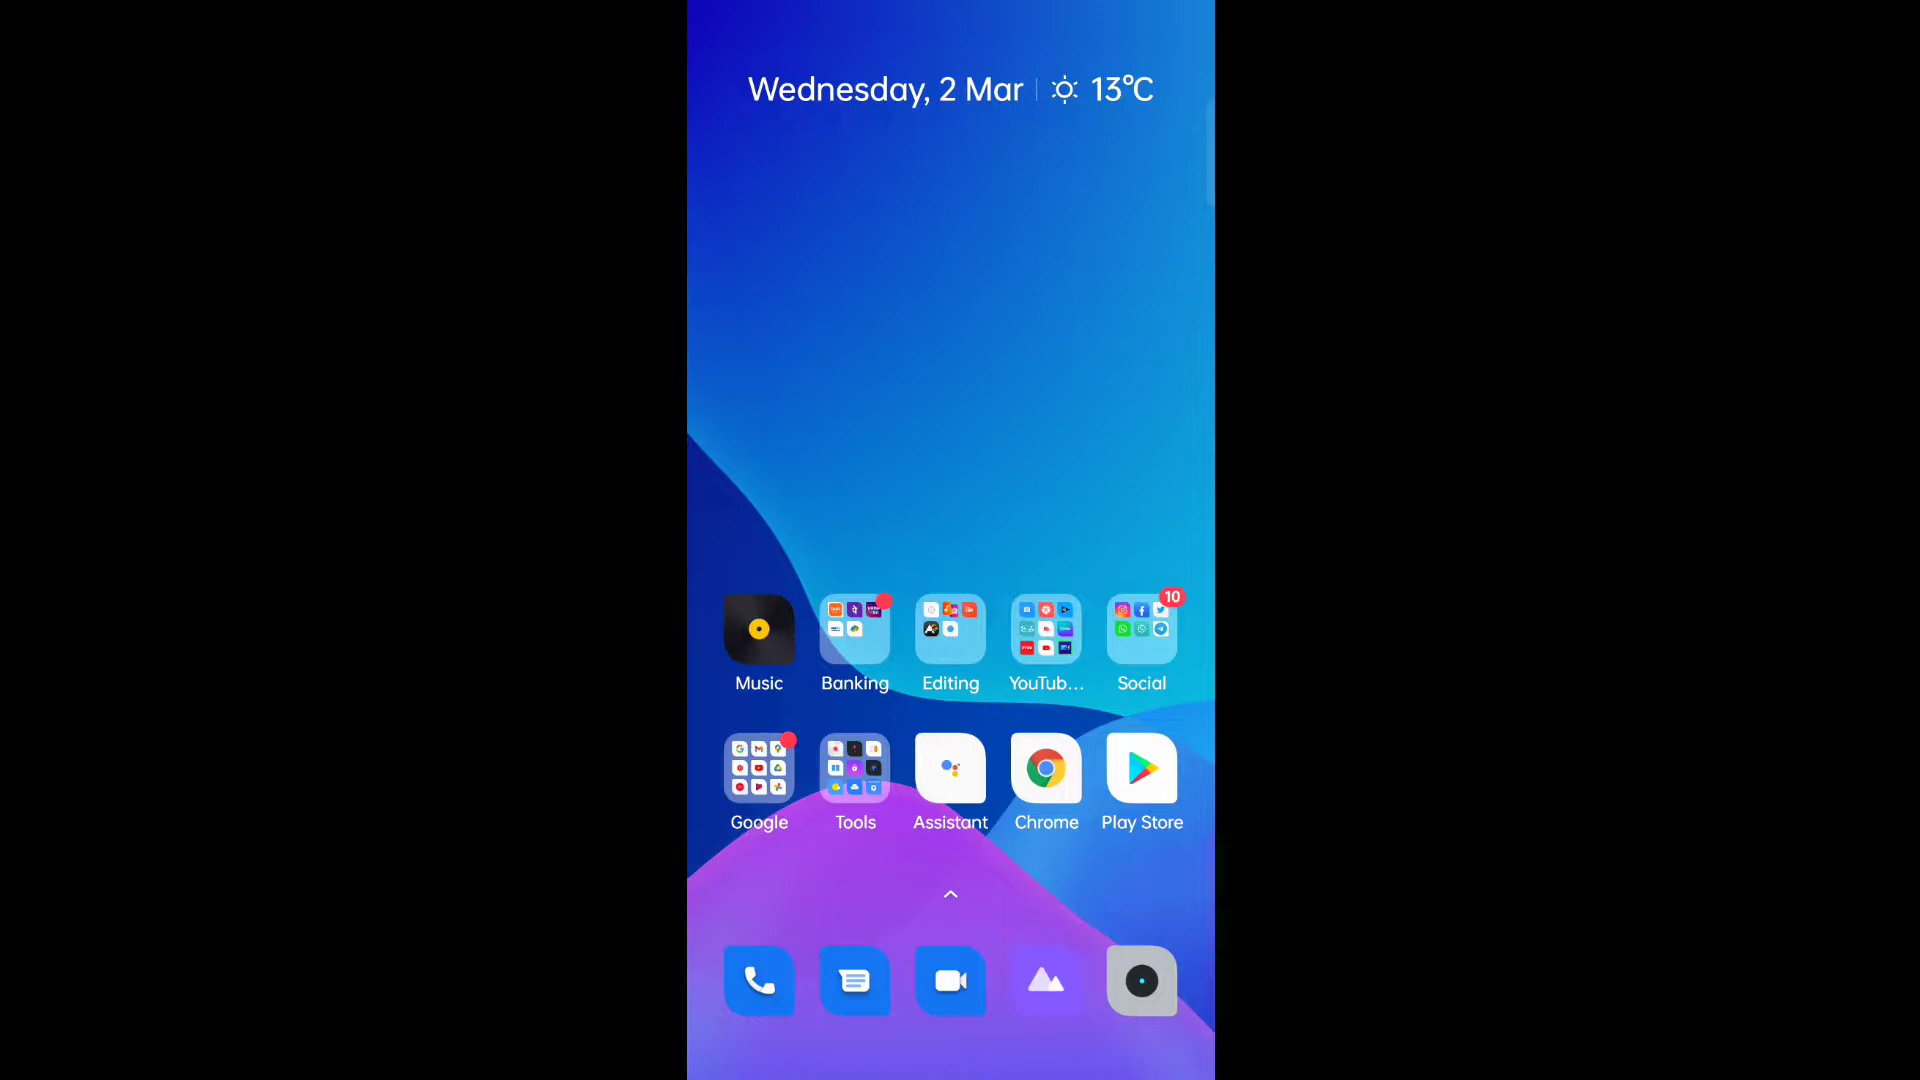 Wednesday, 2 Mar 13°C
10
Music Banking Editing YouTub... Social
Google Tools Assistant Chrome Play Store